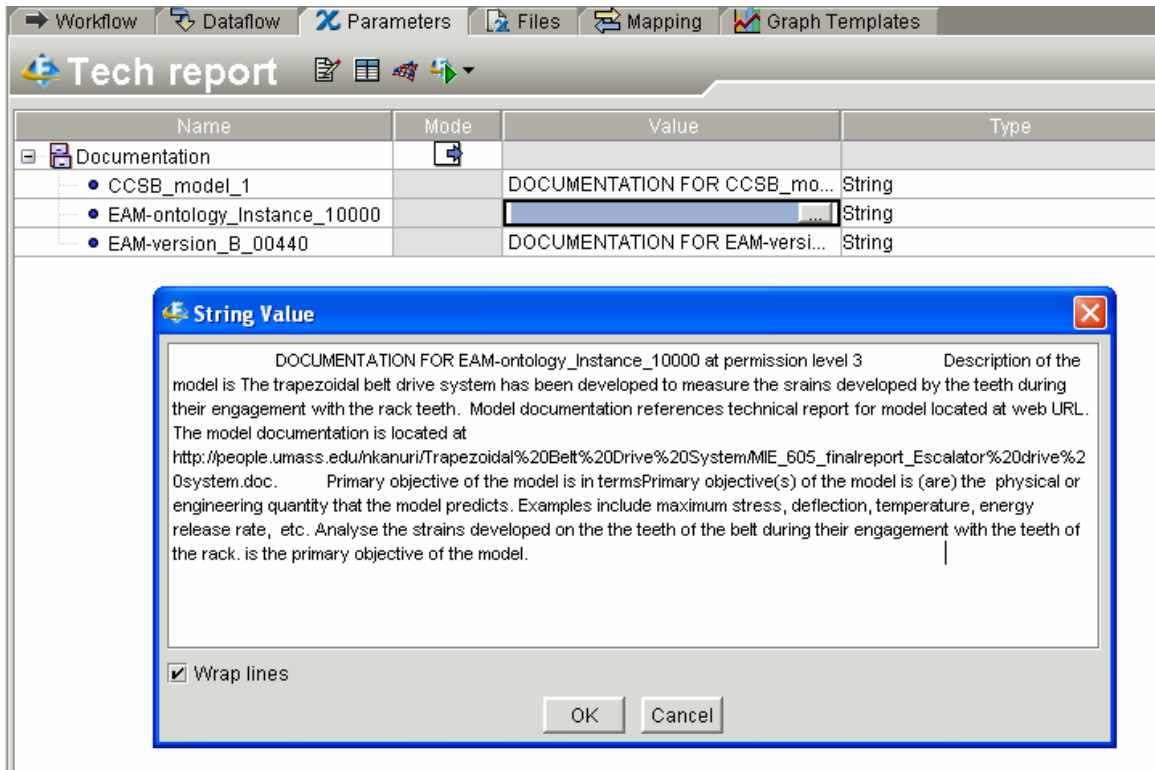 Workflow Dataflow Parameters Files Mapping Graph Templates
Tech report
Name Mode Value Type
Documentation
CCSB_model_1 DOCUMENTATION FOR CCSB_mo... String
EAM-ontology_Instance_10000 ... String
EAM-version_B_00440 DOCUMENTATION FOR EAM-versi... String
String Value
DOCUMENTATION FOR EAM-ontology_Instance_10000 at permission level 3 Description of the
model is The trapezoidal belt drive system has been developed to measure the srains developed by the teeth during
their engagement with the rack teeth. Model documentation references technical report for model located at web URL.
The model documentation is located at
http://people.umass.edu/nkanuri/Trapezoidal%20Belt%20Drive%20System/MIE_605_finalreport_Escalator%20drive%2
0system.doc. Primary objective of the model is in termsPrimary objective(s) of the model is (are) the physical or
engineering quantity that the model predicts. Examples include maximum stress, deflection, temperature, energy
release rate, etc. Analyse the strains developed on the the teeth of the belt during their engagement with the teeth of
the rack. is the primary objective of the model.
Wrap lines
OK Cancel